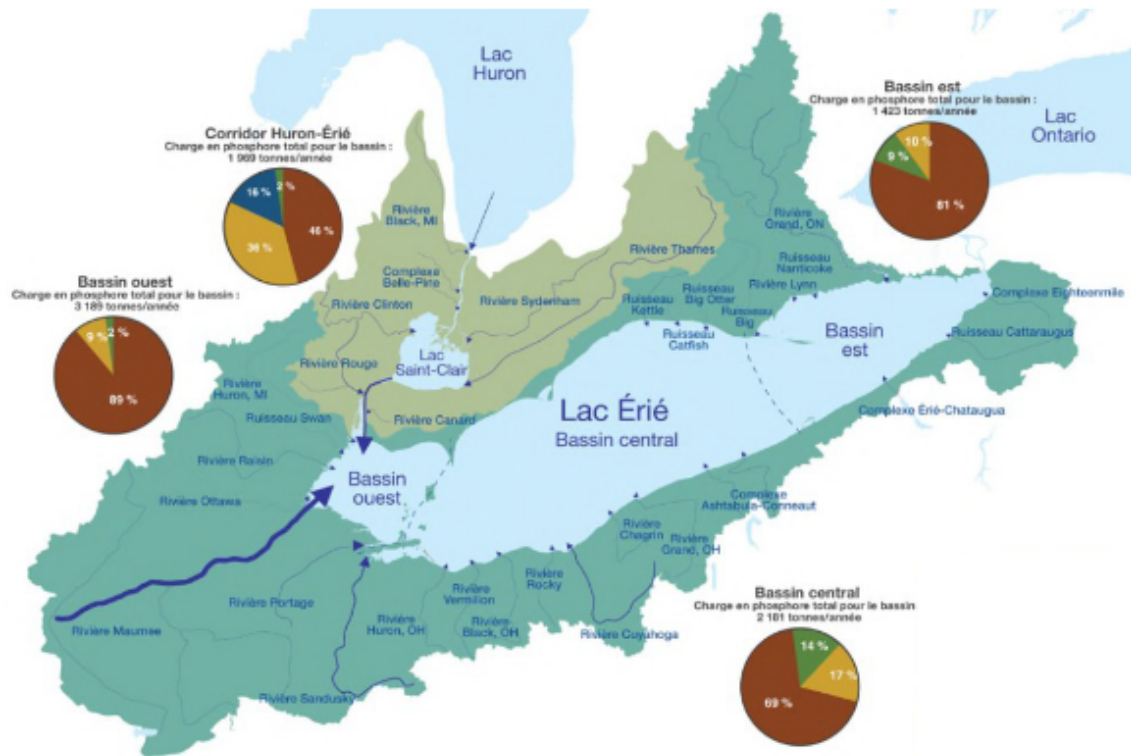 Lac
Huron
Bassin est
Charge en phosphore total pour le bassin :
1 423 tonnes/année
10 %
9 %
81 %
Lac
Ontario
Corridor Huron-Érié
Charge en phosphore total pour le bassin :
1 969 tonnes/année
16 %
2 %
36 %
46 %
Rivière
Black, MI
Rivière
Grand, ON
Rivière Thames
Ruisseau
Nanticoke
Complexe
Belle-Pine
Bassin ouest
Charge en phosphore total pour le bassin :
3 189 tonnes/année
9 %
2 %
89 %
Rivière Clinton
Rivière Sydenham
Ruisseau
Big Otter
Rivière Lynn
Ruisseau
Kettle
Ruisseau
Big
Complexe Eighteenmile
Ruisseau
Catfish
Bassin
est
Ruisseau Cattaraugus
Lac
Saint-Clair
Rivière Rouge
Rivière
Huron, MI
Ruisseau Swan
Rivière Canard
Lac Érié
Bassin central
Complexe Érié-Chataugua
Rivière Raisin
Bassin
ouest
Rivière Ottawa
Complexe
Ashtabula-Conneaut
Rivière
Chagrin
Rivière
Grand, OH
Rivière
Rocky
Rivière
Vermilion
Rivière Portage
Rivière
Huron, OH
Rivière
Black, OH
Rivière Cuyahoga
Rivière Maumee
Rivière Sandusky
Bassin central
Charge en phosphore total pour le bassin
2 181 tonnes/année
14 %
17 %
69 %